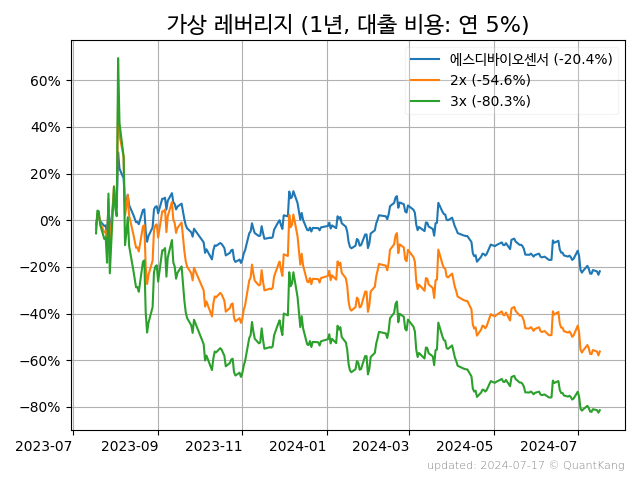 가상 레버리지 (1년, 대출 비용: 연 5%)
에스디바이오센서 (-20.4%)
2x (-54.6%)
3x (-80.3%)
60%
40%
20%
0%
−20%
−40%
−60%
−80%
2023-07 2023-09 2023-11 2024-01 2024-03 2024-05 2024-07
updated: 2024-07-17 © QuantKang